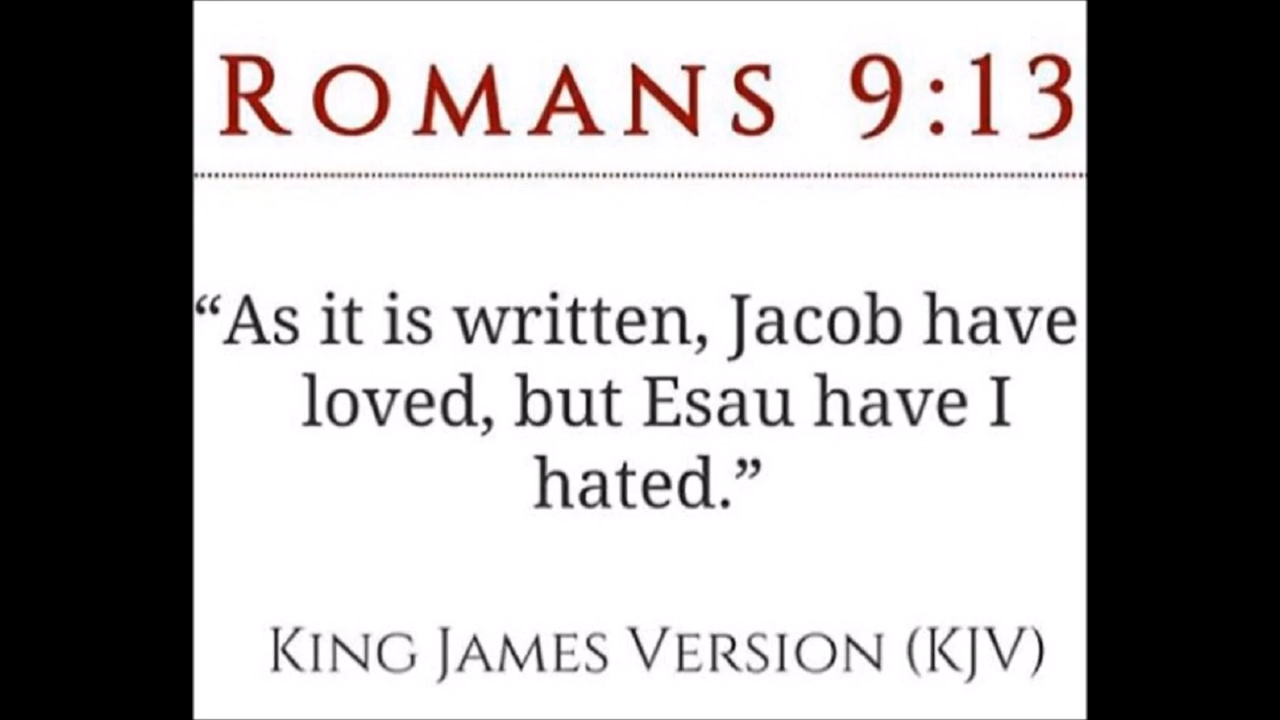 ROMANS 9:13
“As it is written, Jacob have
loved, but Esau have I
hated.”
KING JAMES VERSION (KJV)